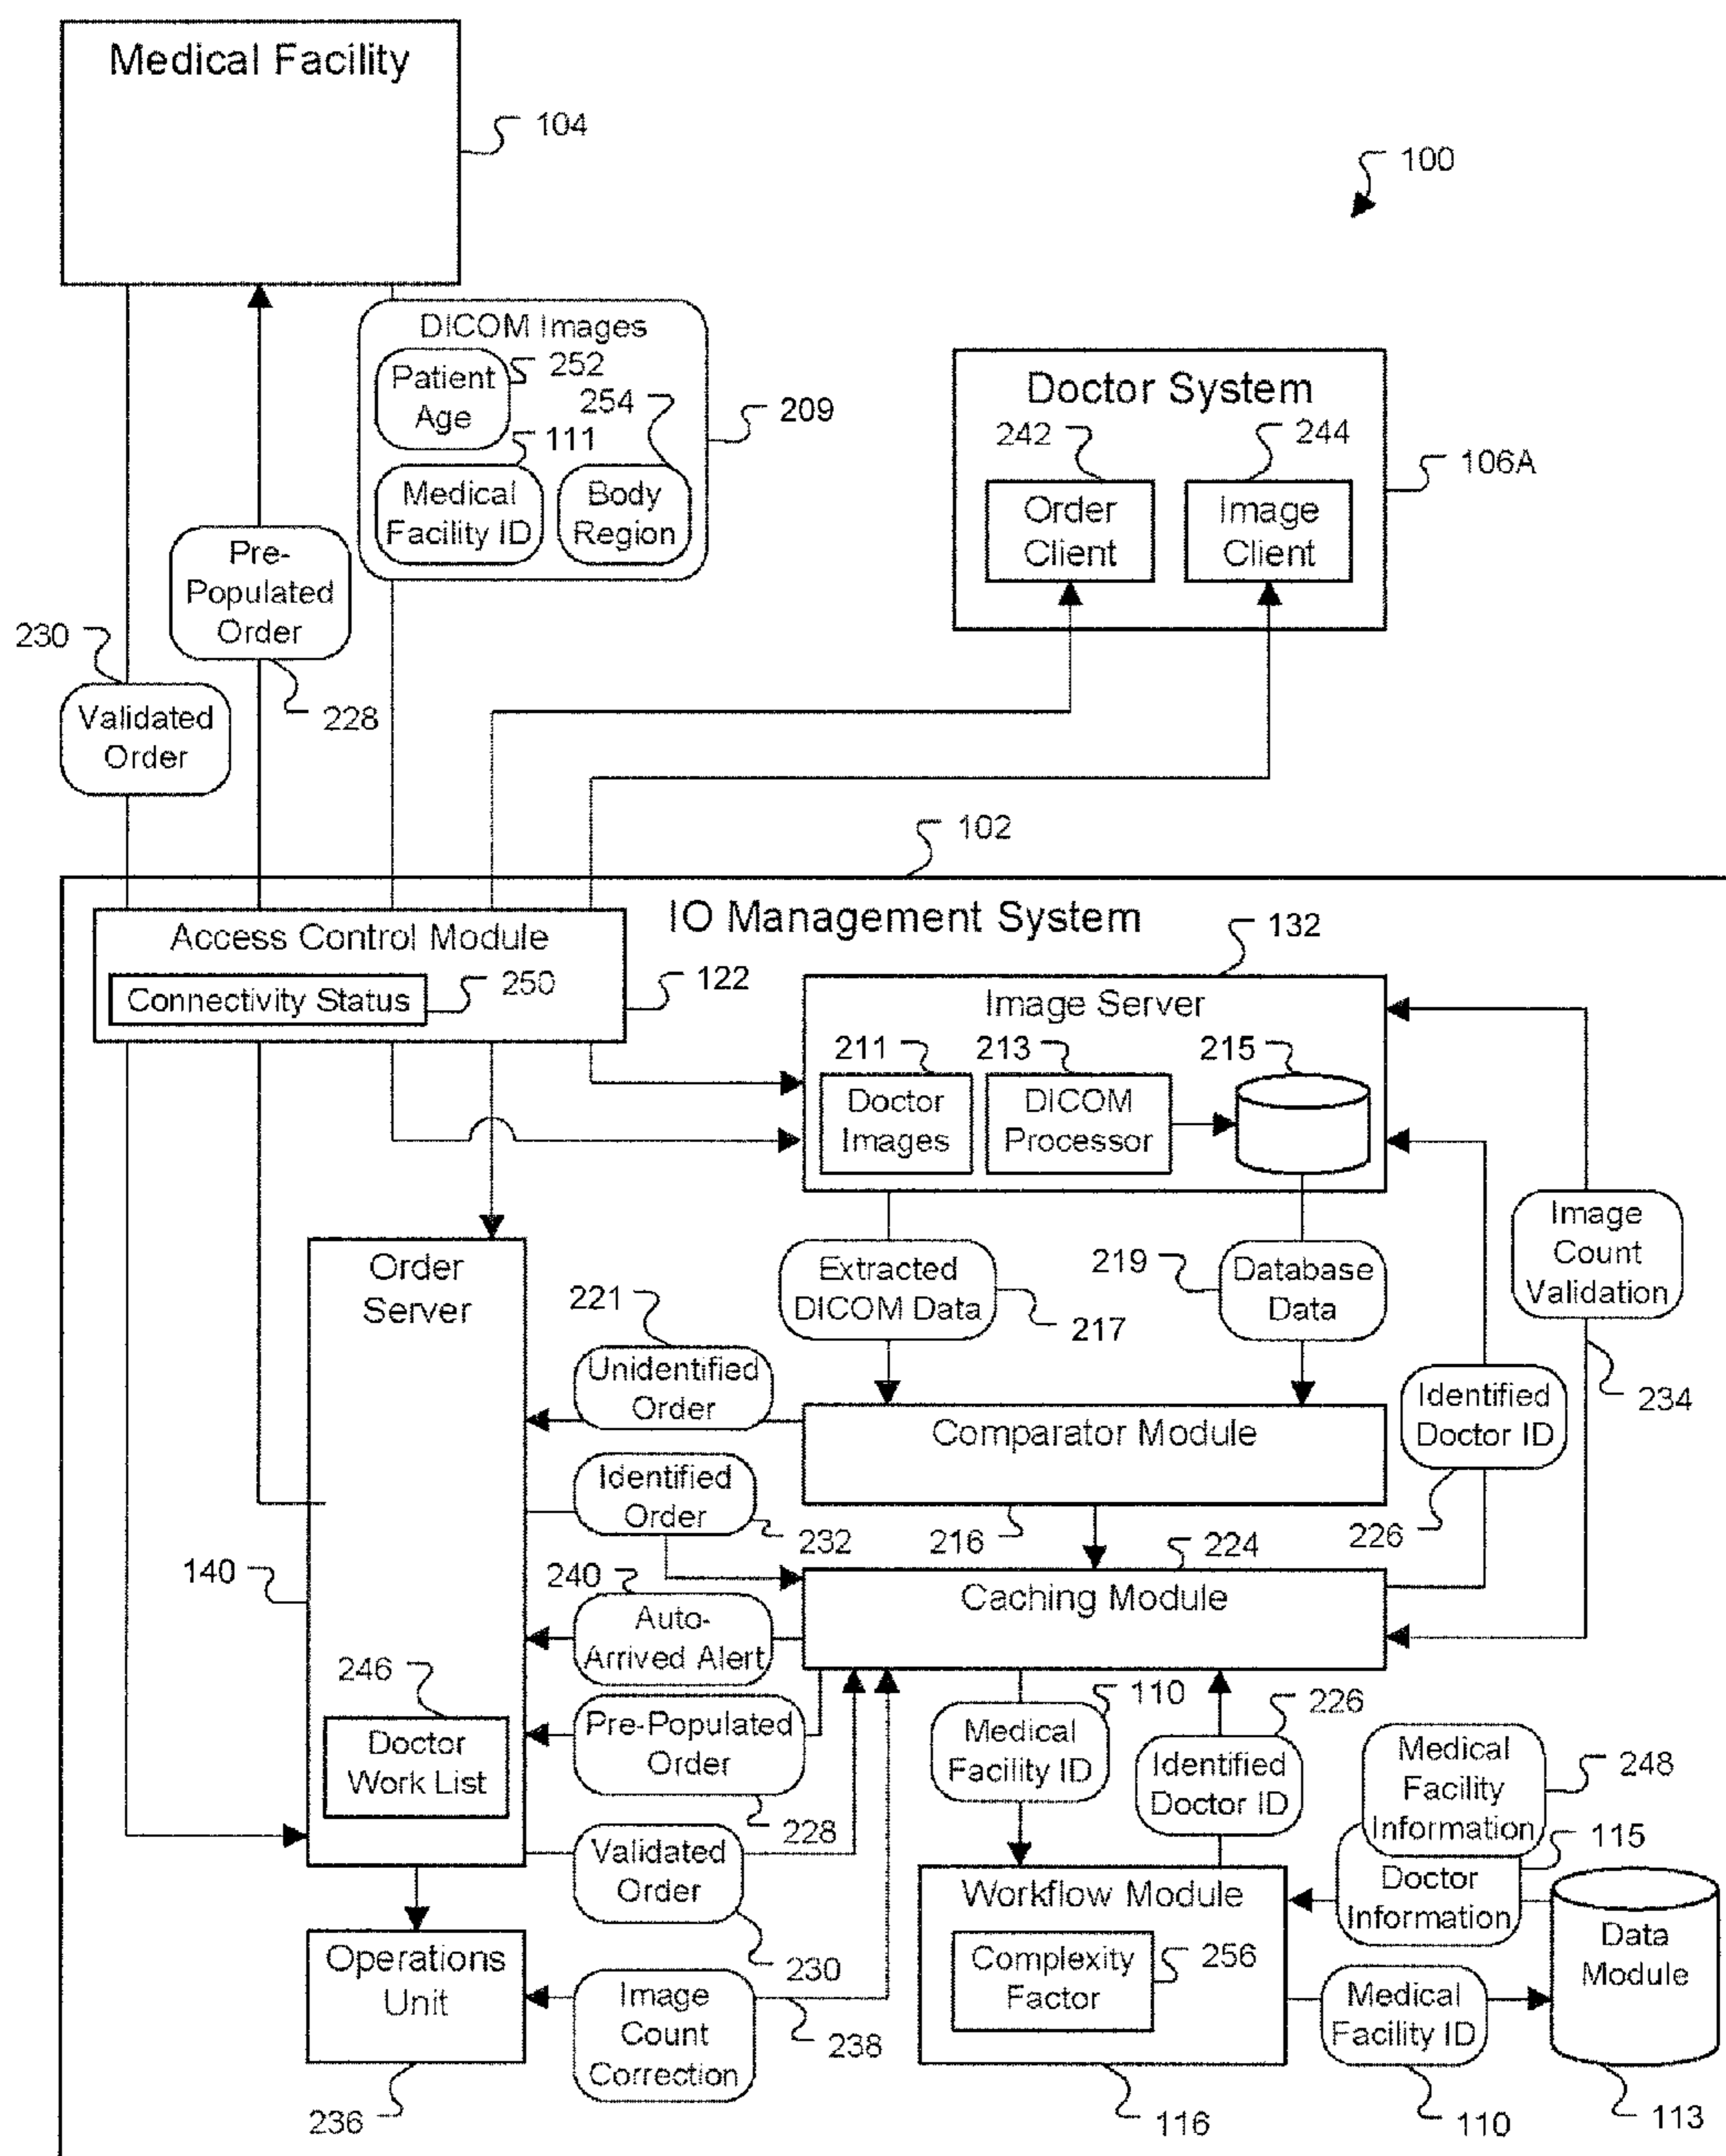 Medical Facility
104
100
DICOM Images
Patient
Age
252
254
111
209
Medical
Facility ID
Body
Region
Doctor System
242
244
106A
Order
Client
Image
Client
Pre-
Populated
Order
230
228
Validated
Order
102
IO Management System
Access Control Module
Connectivity Status
250
122
132
Image Server
211
213
215
Doctor
Images
DICOM
Processor
Order
Server
Extracted
DICOM Data
217
219
Database
Data
Image
Count
Validation
234
221
Unidentified
Order
Comparator Module
Identified
Doctor ID
226
Identified
Order
232
216
224
140
240
Caching Module
Auto-
Arrived Alert
246
Doctor
Work List
Pre-Populated
Order
228
110
Medical
Facility ID
226
Identified
Doctor ID
Medical
Facility
Information
248
115
Doctor
Information
Validated
Order
230
Workflow Module
Complexity
Factor
256
Data
Module
Operations
Unit
236
Image
Count
Correction
238
Medical
Facility ID
116
110
113